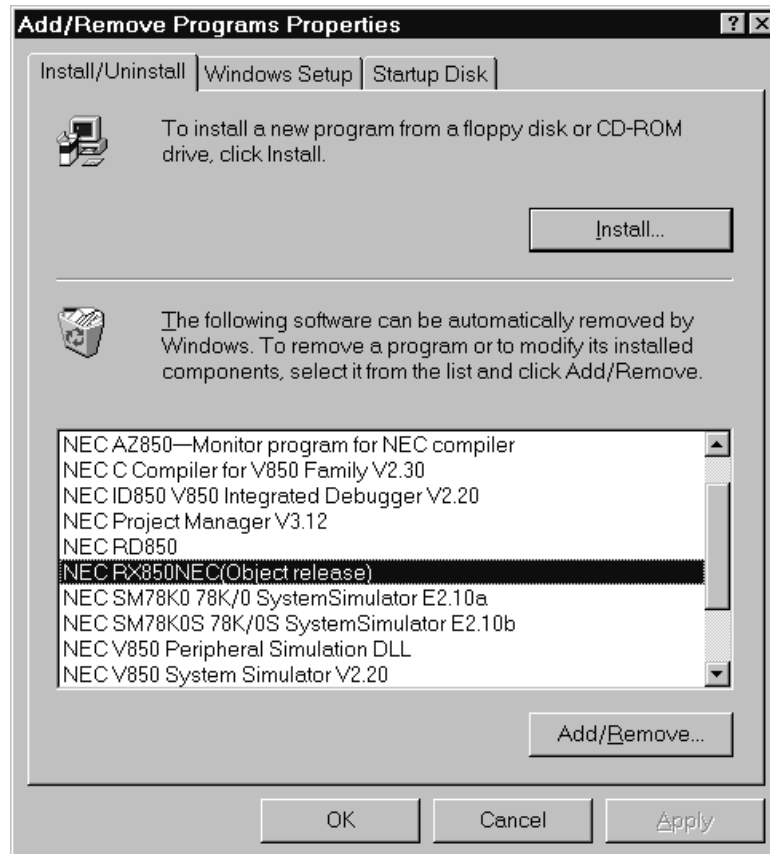 Add/Remove Programs Properties
Install/Uninstall
Windows Setup
Startup Disk
To install a new program from a floppy disk or CD-ROM
drive, click Install.
Install...
The following software can be automatically removed by
Windows. To remove a program or to modify its installed
components, select it from the list and click Add/Remove.
NEC AZ850—Monitor program for NEC compiler
NEC C Compiler for V850 Family V2.30
NEC ID850 V850 Integrated Debugger V2.20
NEC Project Manager V3.12
NEC RD850
NEC RX850NEC(Object release)
NEC SM78K0 78K/0 SystemSimulator E2.10a
NEC SM78K0S 78K/0S SystemSimulator E2.10b
NEC V850 Peripheral Simulation DLL
NEC V850 System Simulator V2.20
Add/Remove...
OK
Cancel
Apply